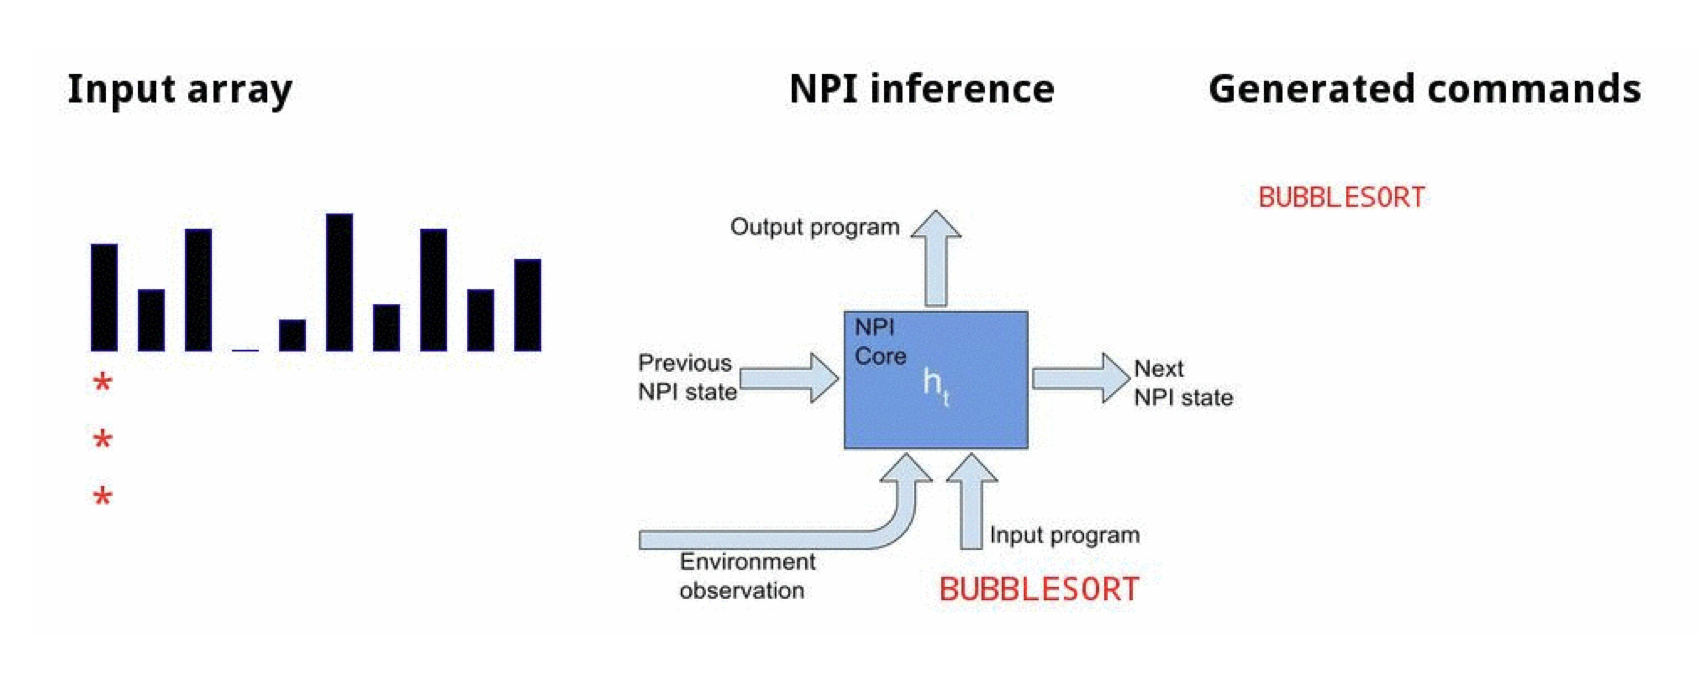 Input array
NPI inference
Generated commands
BUBBLESORT
Output program
NPI
Core
h_t
Previous
NPI state
Next
NPI state
*
*
*
Input program
Environment
observation
BUBBLESORT